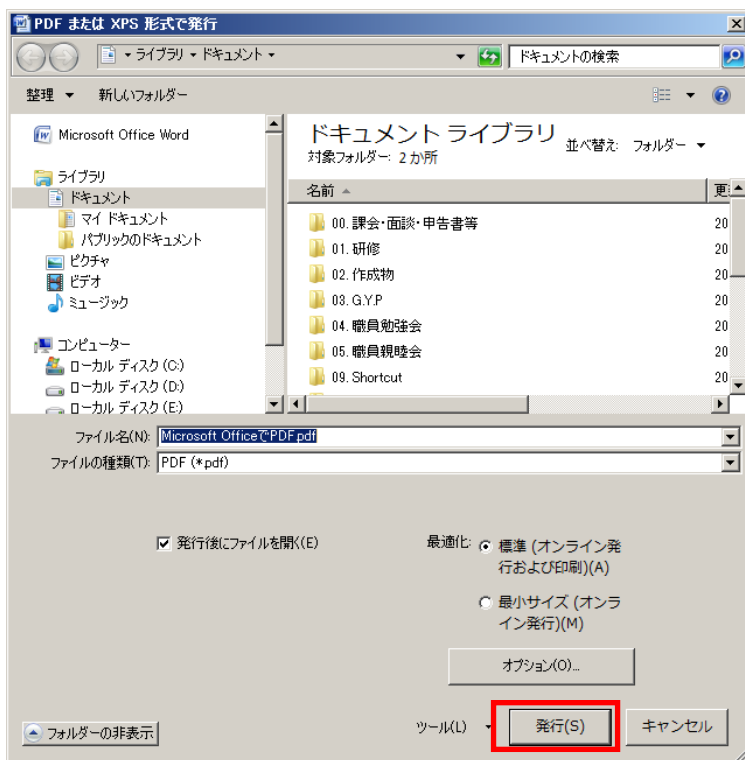 PDF または XPS 形式で発行
ライブラリ ドキュメント
ドキュメントの検索
整理 新しいフォルダー
Microsoft Office Word
ライブラリ
ドキュメント
マイ ドキュメント
パブリックのドキュメント
ピクチャ
ビデオ
ミュージック
コンピューター
ローカル ディスク (C:)
ローカル ディスク (D:)
ローカル ディスク (E:)
ドキュメント ライブラリ
対象フォルダー: 2 か所
並べ替え: フォルダー
名前 更
00. 課会・面談・申告書等 20
01. 研修 20
02. 作成物 20
03. G.Y.P 20
04. 職員勉強会 20
05. 職員親睦会 20
09. Shortcut 20
ファイル名(N): Microsoft OfficeでPDF.pdf
ファイルの種類(T): PDF (*.pdf)
発行後にファイルを開く(E)
最適化:
標準 (オンライン発
行および印刷)(A)
最小サイズ (オンラ
イン発行)(M)
オプション(O)...
フォルダーの非表示
ツール(L) 発行(S) キャンセル